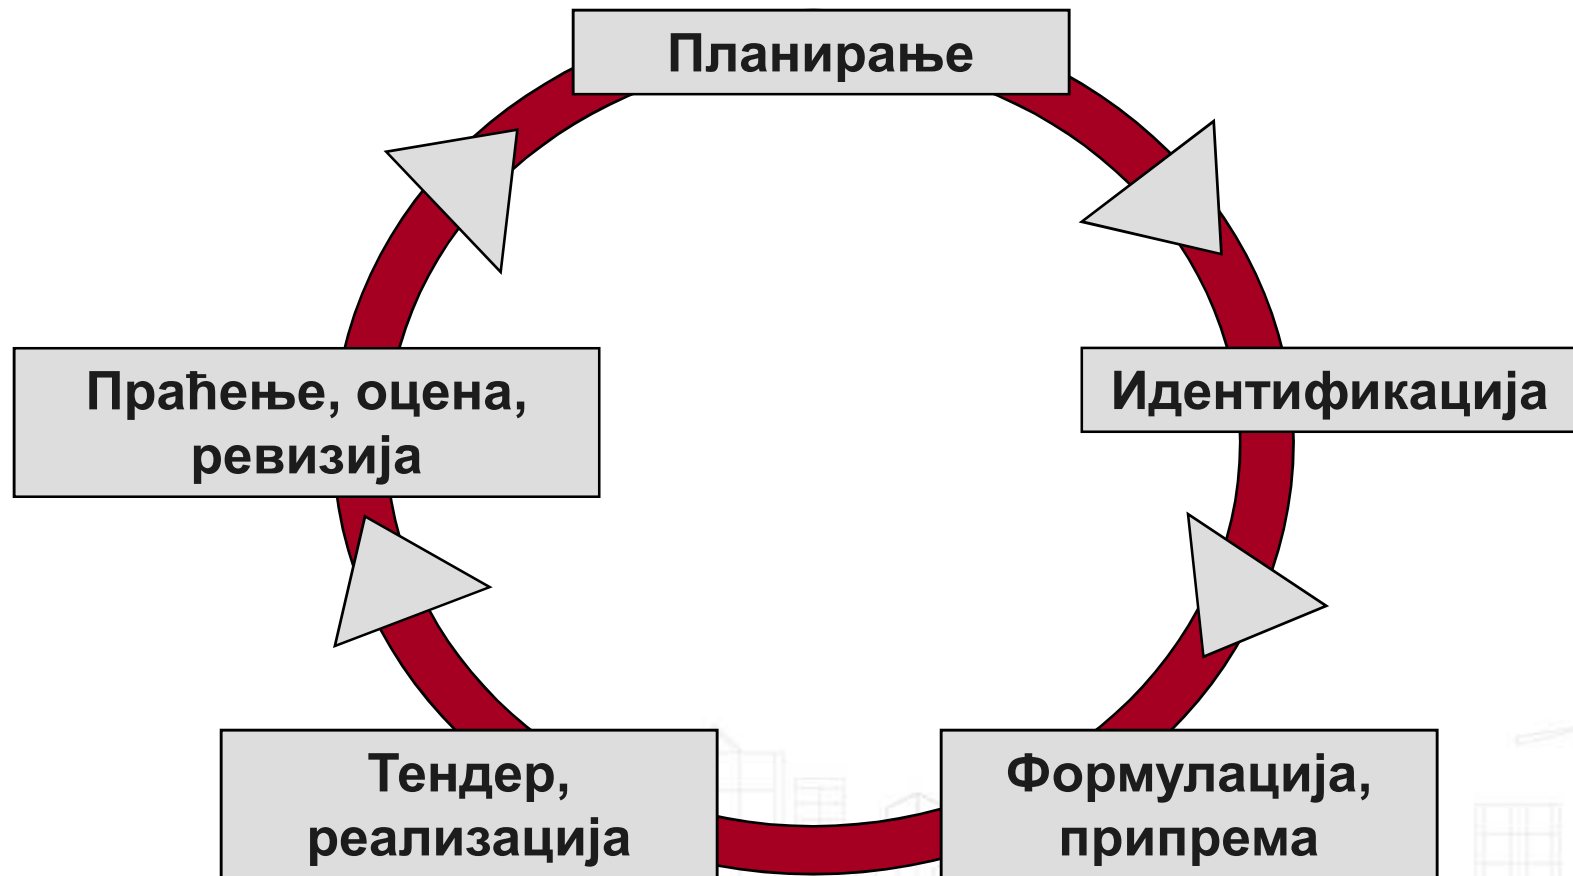 Планирање
Идентификација
Праћење, оцена,
ревизија
Тендер,
реализација
Формулација,
припрема